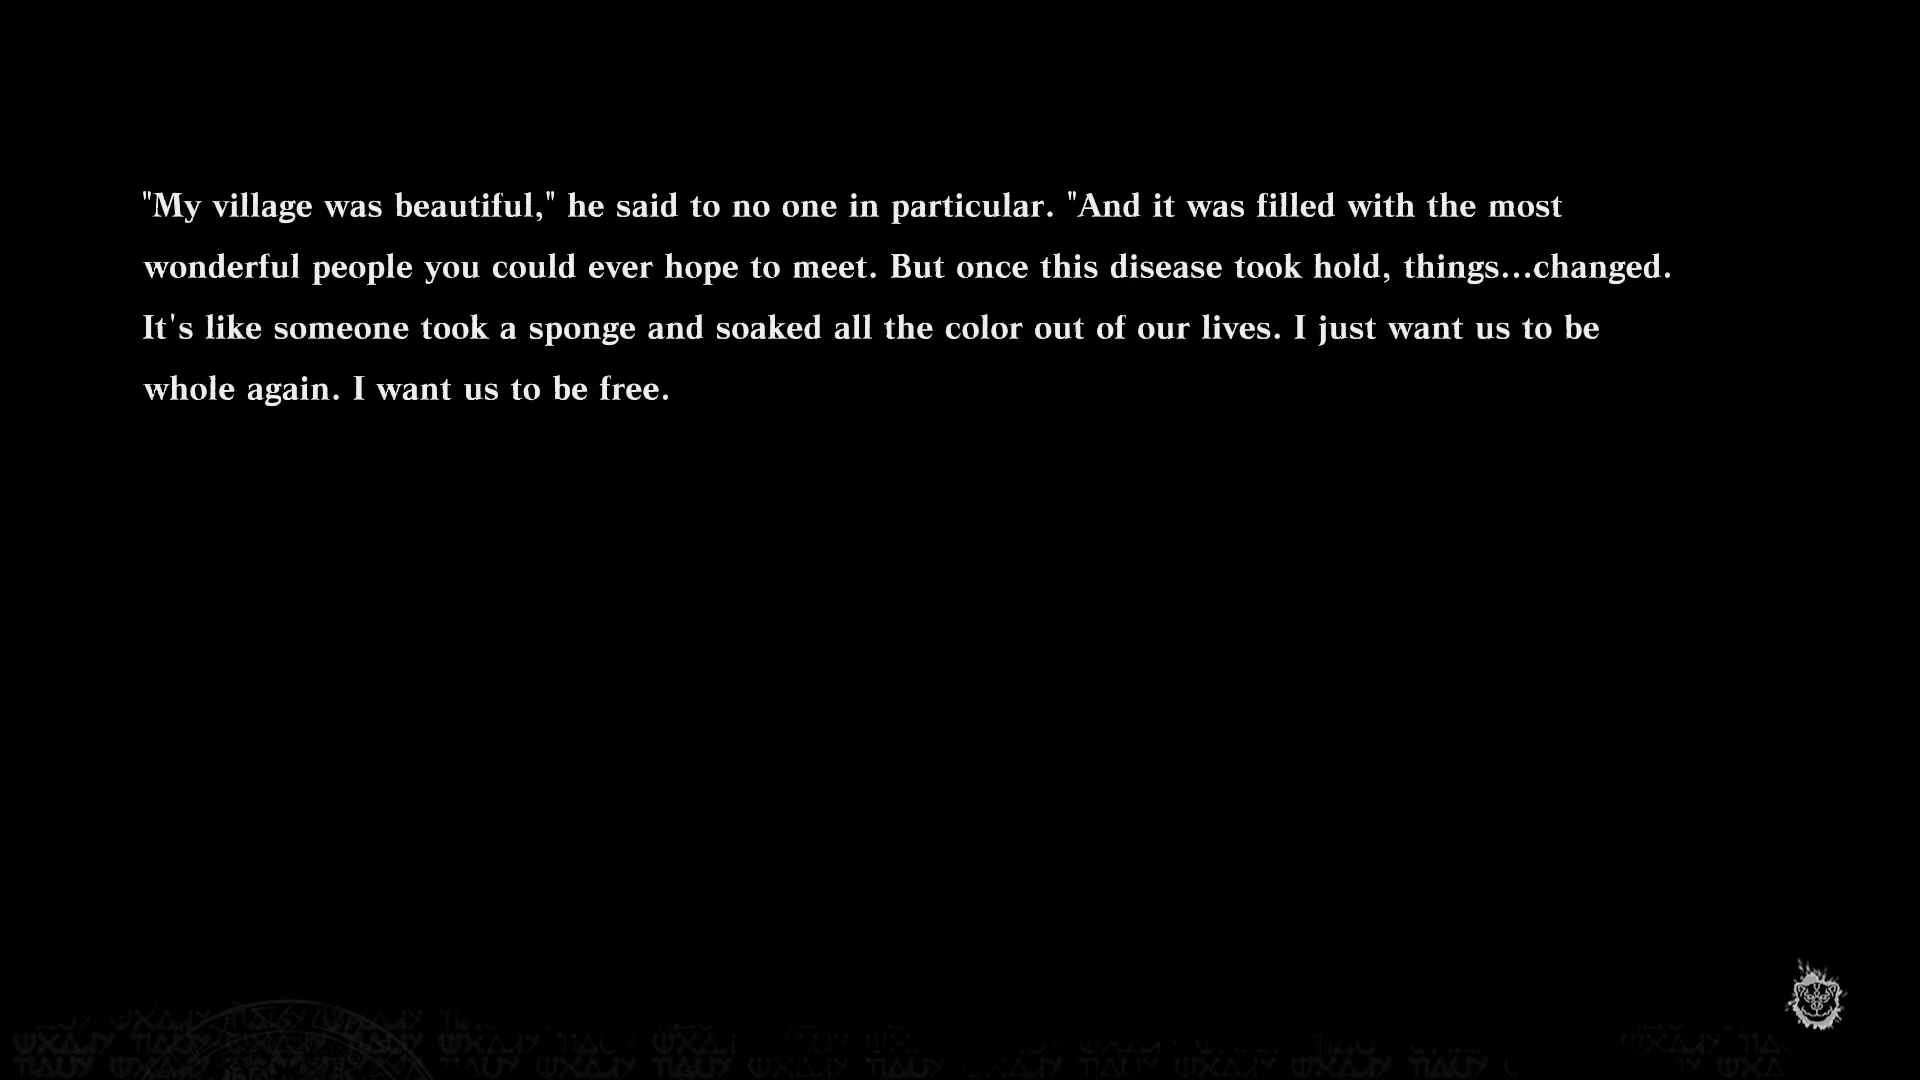 "My village was beautiful," he said to no one in particular. "And it was filled with the most
wonderful people you could ever hope to meet. But once this disease took hold, things...changed.
It's like someone took a sponge and soaked all the color out of our lives. I just want us to be
whole again. I want us to be free.